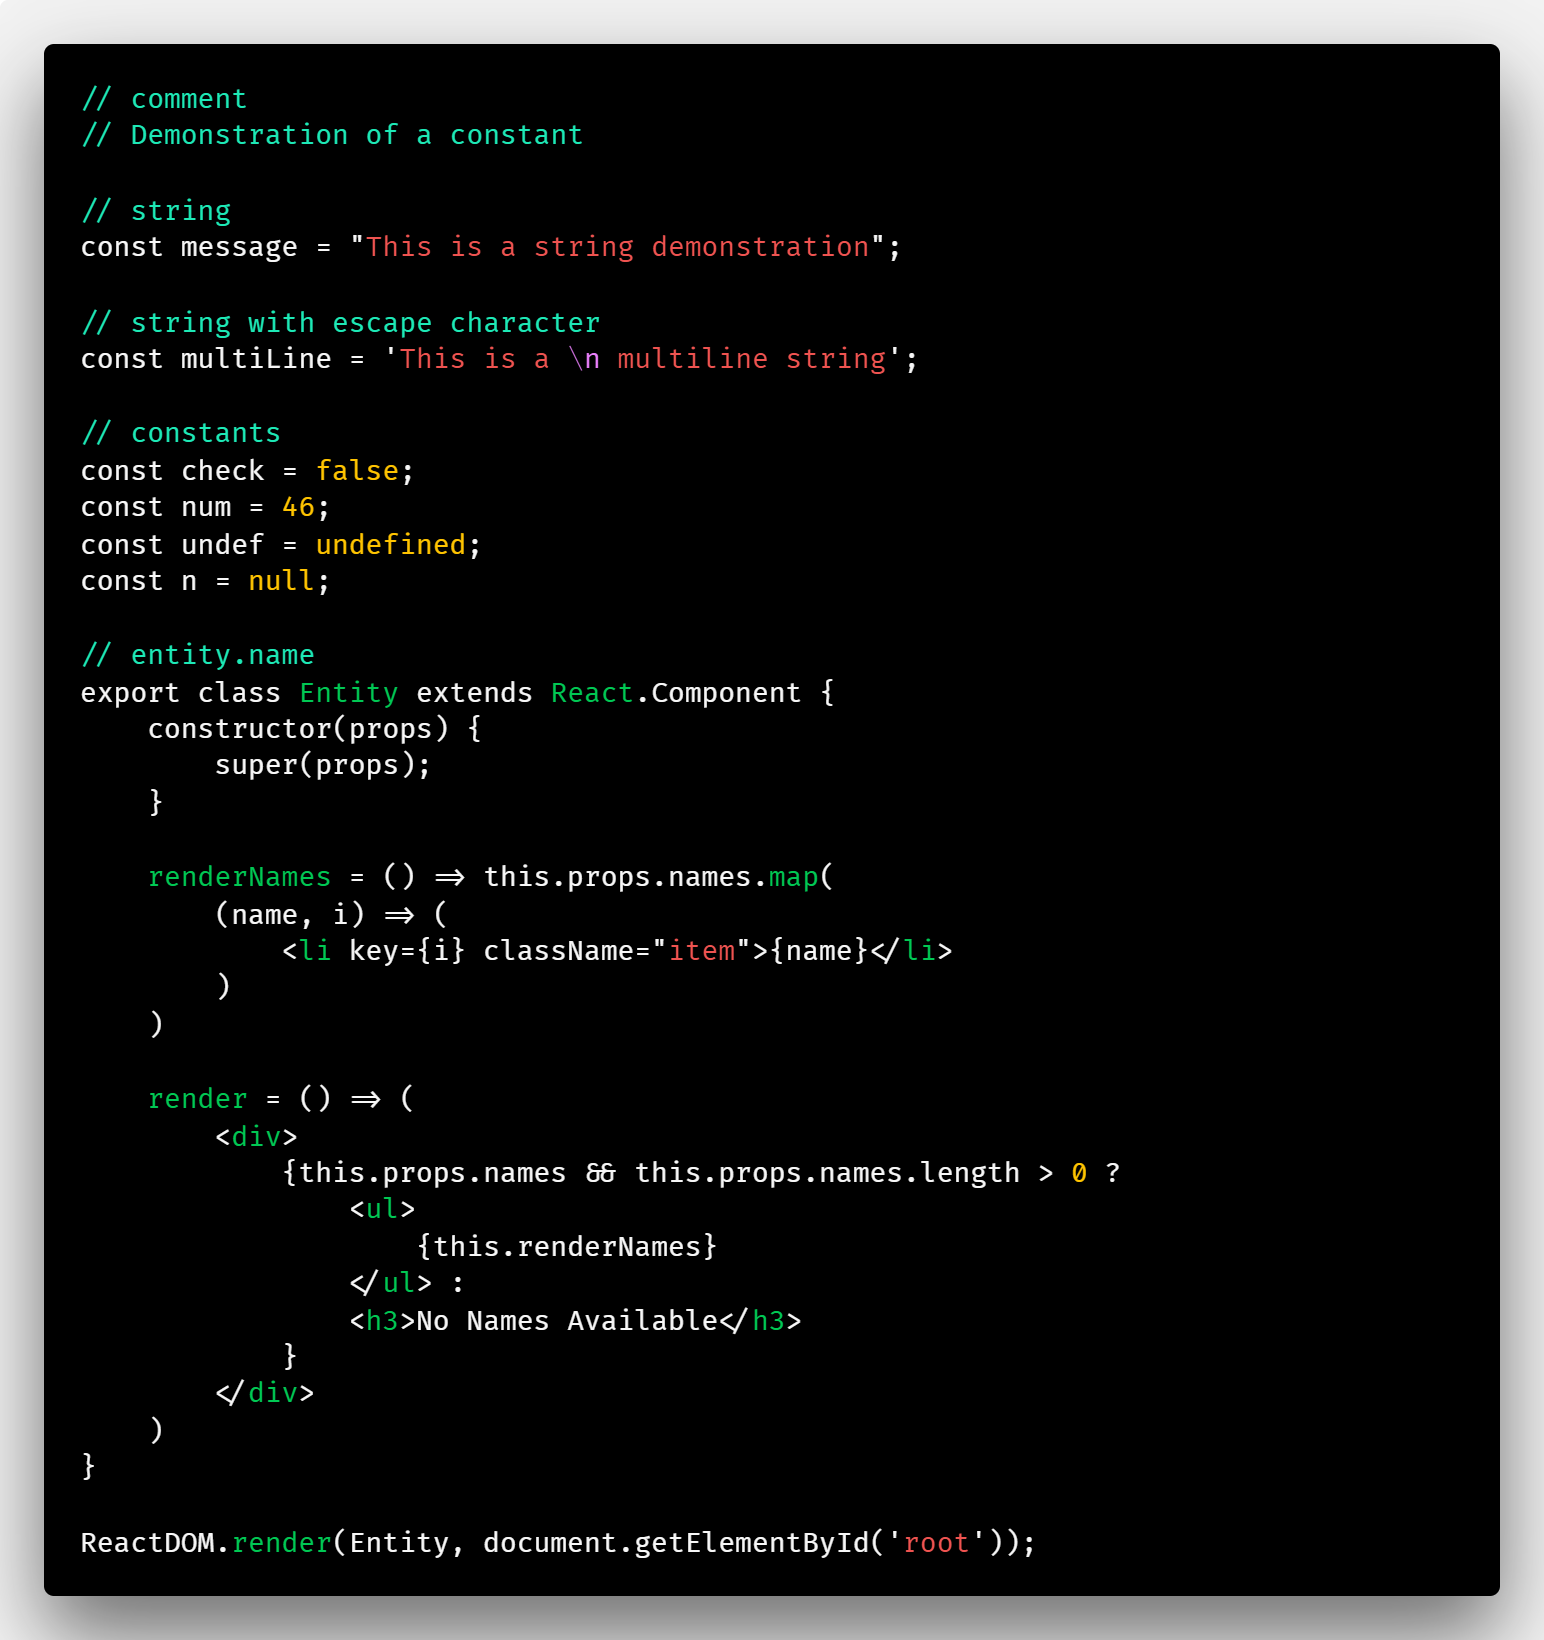 // comment
// Demonstration of a constant
// string
const message = "This is a string demonstration";
// string with escape character
const multiLine = 'This is a \n multiline string';
// constants
const check = false;
const num = 46;
const undef = undefined;
const n = null;
// entity.name
export class Entity extends React.Component {
    constructor(props) {
        super(props);
    }
    renderNames = () => this.props.names.map(
        (name, i) => (
            <li key={i} className="item">{name}</li>
        )
    )
    render = () => (
        <div>
            {this.props.names && this.props.names.length > 0 ?
                <ul>
                    {this.renderNames}
                </ul> :
                <h3>No Names Available</h3>
            }
        </div>
    )
}
ReactDOM.render(Entity, document.getElementById('root'));